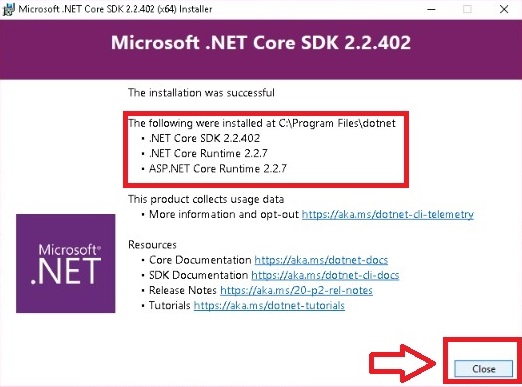 Microsoft .NET Core SDK 2.2.402 (x64) Installer
Microsoft .NET Core SDK 2.2.402
The installation was successful
The following were installed at C:\Program Files\dotnet
• .NET Core SDK 2.2.402
• .NET Core Runtime 2.2.7
• ASP.NET Core Runtime 2.2.7
This product collects usage data
• More information and opt-out https://aka.ms/dotnet-cli-telemetry
Microsoft®
.NET
Resources
• Core Documentation https://aka.ms/dotnet-docs
• SDK Documentation https://aka.ms/dotnet-cli-docs
• Release Notes https://aka.ms/20-p2-rel-notes
• Tutorials https://aka.ms/dotnet-tutorials
Close